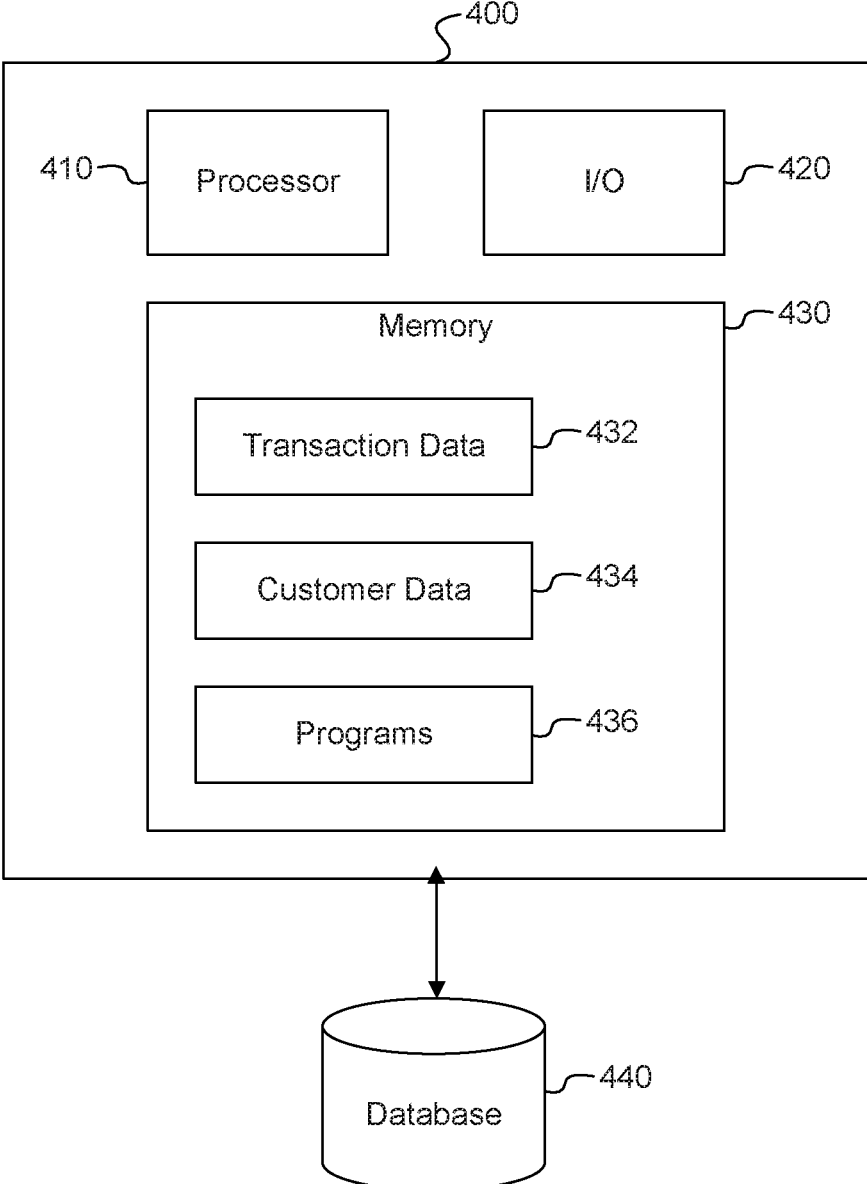 400
410
Processor
I/O
420
Memory
430
Transaction Data
432
Customer Data
434
Programs
436
Database
440